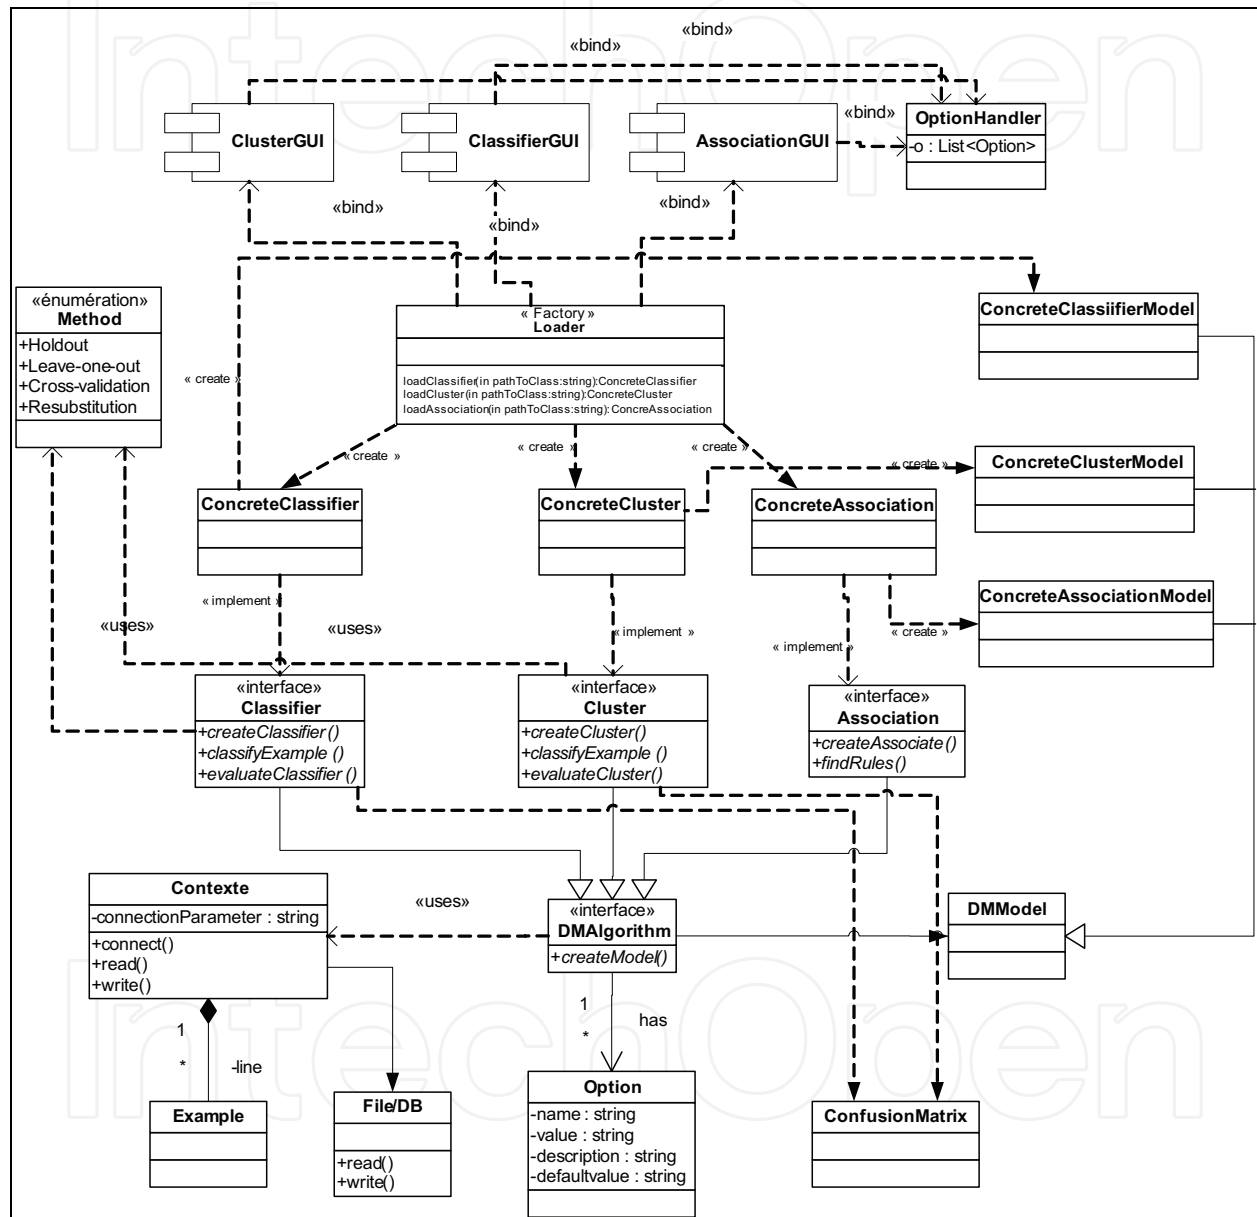 IntechOpen
«bind»
«bind»
ClusterGUI
ClassifierGUI
AssociationGUI
«bind»
OptionHandler
-o : List<Option>
«bind»
«bind»
«bind»
«énumération»
Method
+Holdout
+Leave-one-out
+Cross-validation
+Resubstitution
« create »
« Factory »
Loader
loadClassifier(in pathToClass:string):ConcreteClassifier
loadCluster(in pathToClass:string):ConcreteCluster
loadAssociation(in pathToClass:string):ConcreAssociation
ConcreteClassiifierModel
« create »
« create »
« create »
« create »
ConcreteClusterModel
ConcreteClassifier
ConcreteCluster
ConcreteAssociation
ConcreteAssociationModel
« implement »
«uses»
«uses»
« implement »
« implement »
« create »
«interface»
Classifier
+createClassifier()
+classifyExample ()
+evaluateClassifier ()
«interface»
Cluster
+createCluster()
+classifyExample ()
+evaluateCluster()
«interface»
Association
+createAssociate()
+findRules()
Contexte
-connectionParameter : string
+connect()
+read()
+write()
«uses»
«interface»
DMAlgorithm
+createModel()
DMModel
1
*
-line
1
*
has
Example
File/DB
+read()
+write()
Option
-name : string
-value : string
-description : string
-defaultvalue : string
ConfusionMatrix
IntechOpen